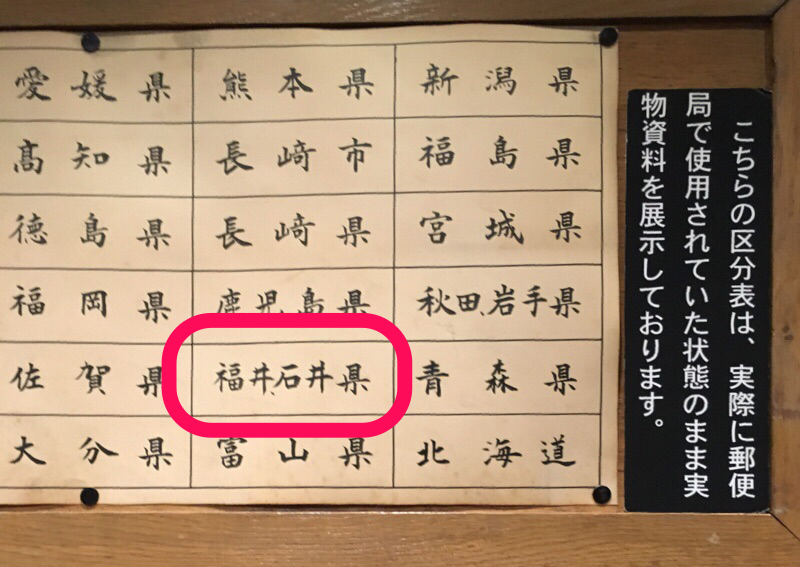 愛媛県 熊本県 新潟県
高知県 長崎市 福島県
徳島県 長崎県 宮城県
福岡県 鹿児島県 秋田、岩手県
佐賀県 福井、石井県 青森県
大分県 富山県 北海道
こちらの区分表は、実際に郵便
局で使用されていた状態のまま実
物資料を展示しております。